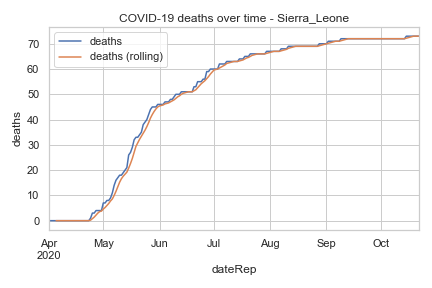 COVID-19 deaths over time - Sierra_Leone
deaths
deaths (rolling)
70
60
50
40
30
20
10
0
deaths
Apr May Jun Jul Aug Sep Oct
2020
dateRep